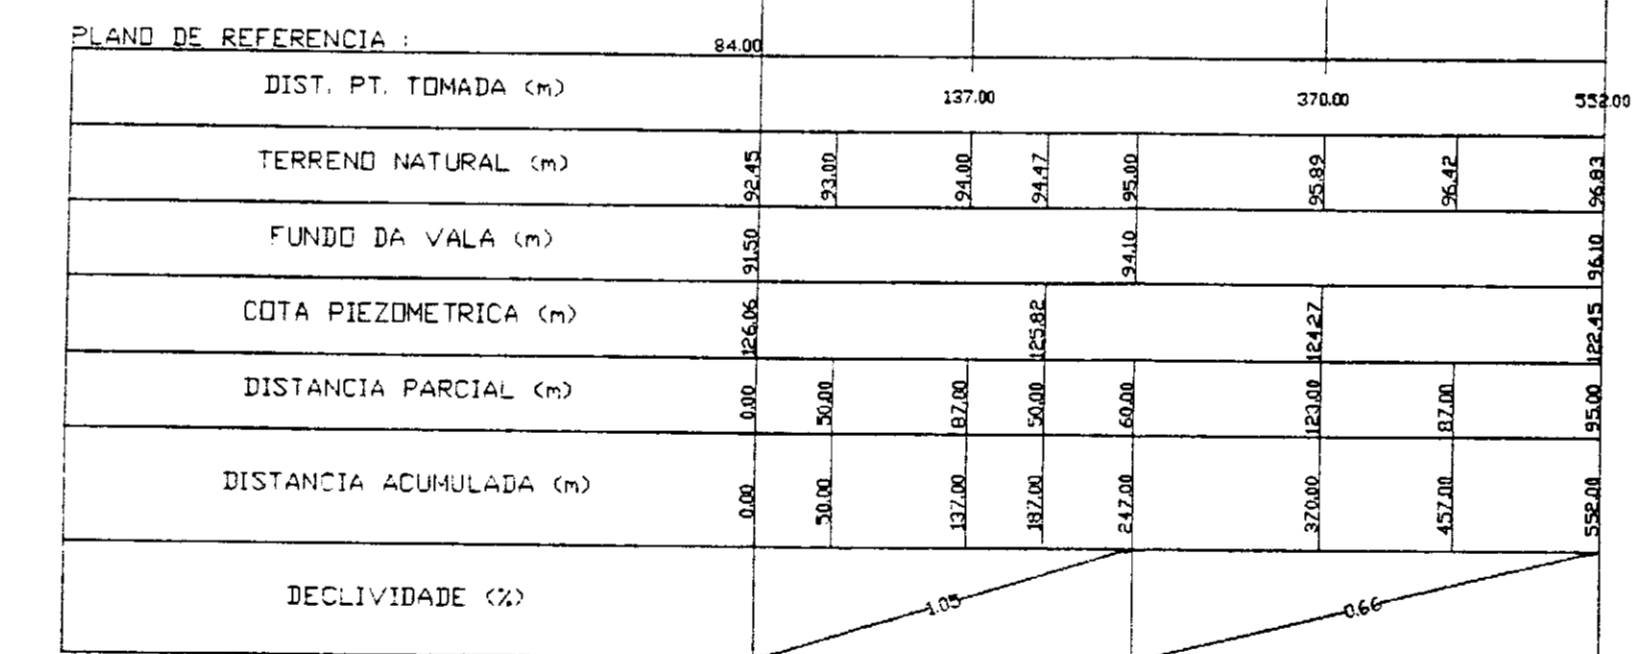 PLANO DE REFERENCIA : 84.00
DIST. PT. TOMADA (m) 137.00 370.00 552.00
TERRENO NATURAL (m) 92.45 93.00 94.00 94.47 95.00 95.89 96.42 96.83
FUNDO DA VALA (m) 91.50 94.10 96.10
COTA PIEZOMETRICA (m) 126.06 125.82 124.27 122.45
DISTANCIA PARCIAL (m) 0.00 50.00 87.00 50.00 60.00 123.00 87.00 95.00
DISTANCIA ACUMULADA (m) 0.00 50.00 137.00 187.00 247.00 370.00 457.00 552.00
DECLIVIDADE (%) 1.05 0.66